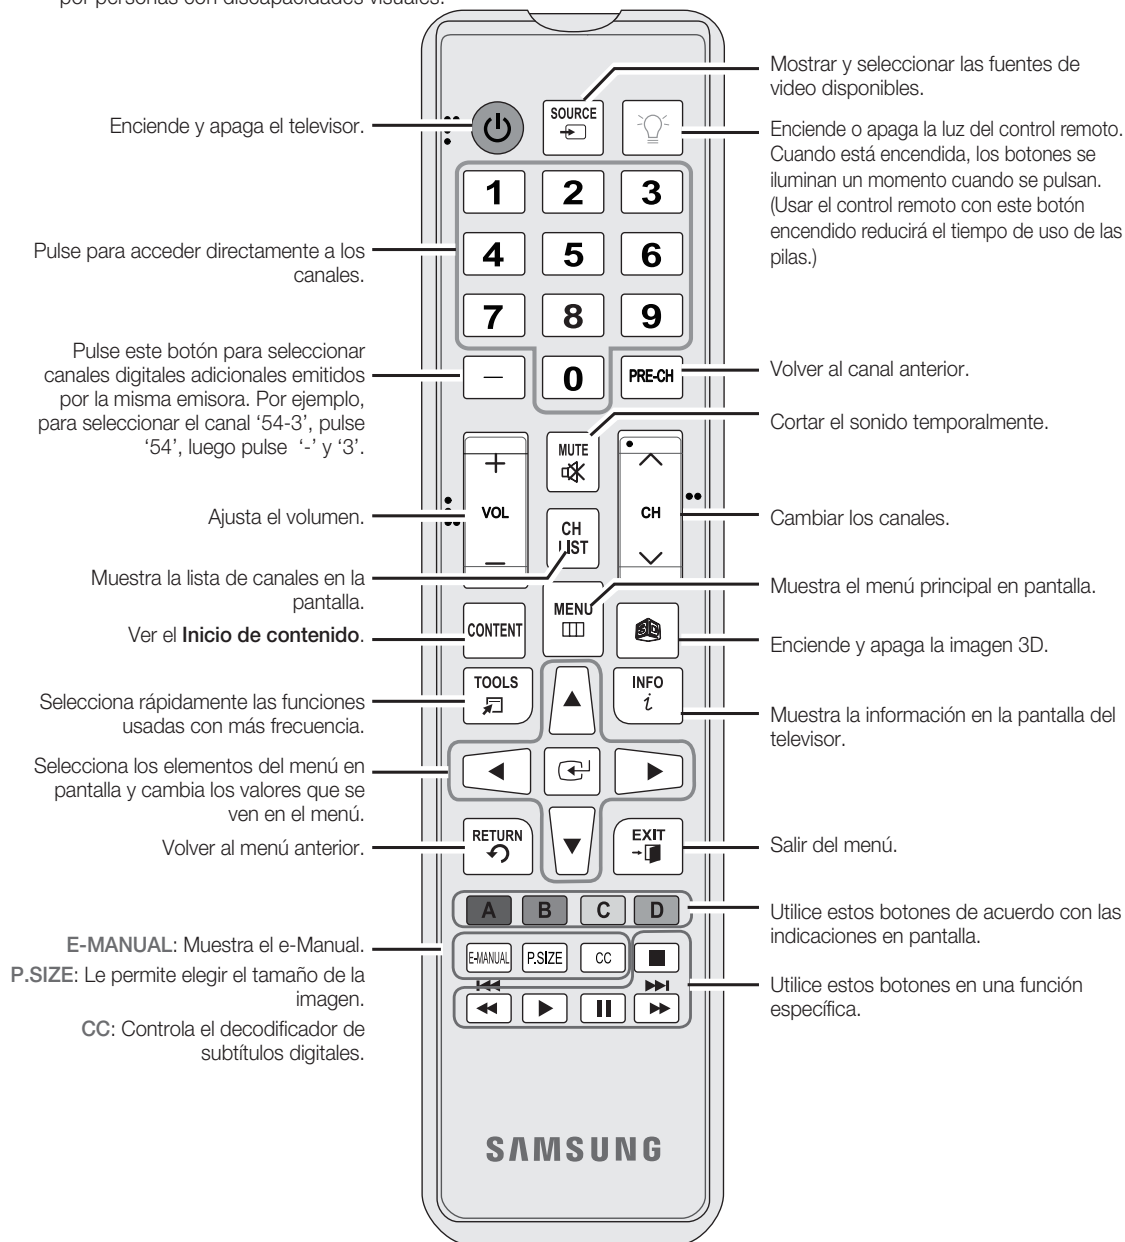 por personas con discapacidades visuales.
Enciende y apaga el televisor.
Pulse para acceder directamente a los
canales.
Pulse este botón para seleccionar
canales digitales adicionales emitidos
por la misma emisora. Por ejemplo,
para seleccionar el canal ‘54-3’, pulse
‘54’, luego pulse ‘-’ y ‘3’.
Ajusta el volumen.
Muestra la lista de canales en la
pantalla.
Ver el Inicio de contenido.
Selecciona rápidamente las funciones
usadas con más frecuencia.
Selecciona los elementos del menú en
pantalla y cambia los valores que se
ven en el menú.
Volver al menú anterior.
E-MANUAL: Muestra el e-Manual.
P.SIZE: Le permite elegir el tamaño de la
imagen.
CC: Controla el decodificador de
subtítulos digitales.
SOURCE
1 2 3
4 5 6
7 8 9
— 0 PRE-CH
MUTE
+
VOL
—
CH
CH
LIST
MENU
CONTENT
3D
TOOLS
INFO
i
RETURN
EXIT
A B C D
E-MANUAL P.SIZE CC
SAMSUNG
Mostrar y seleccionar las fuentes de
video disponibles.
Enciende o apaga la luz del control remoto.
Cuando está encendida, los botones se
iluminan un momento cuando se pulsan.
(Usar el control remoto con este botón
encendido reducirá el tiempo de uso de las
pilas.)
Volver al canal anterior.
Cortar el sonido temporalmente.
Cambiar los canales.
Muestra el menú principal en pantalla.
Enciende y apaga la imagen 3D.
Muestra la información en la pantalla del
televisor.
Salir del menú.
Utilice estos botones de acuerdo con las
indicaciones en pantalla.
Utilice estos botones en una función
específica.